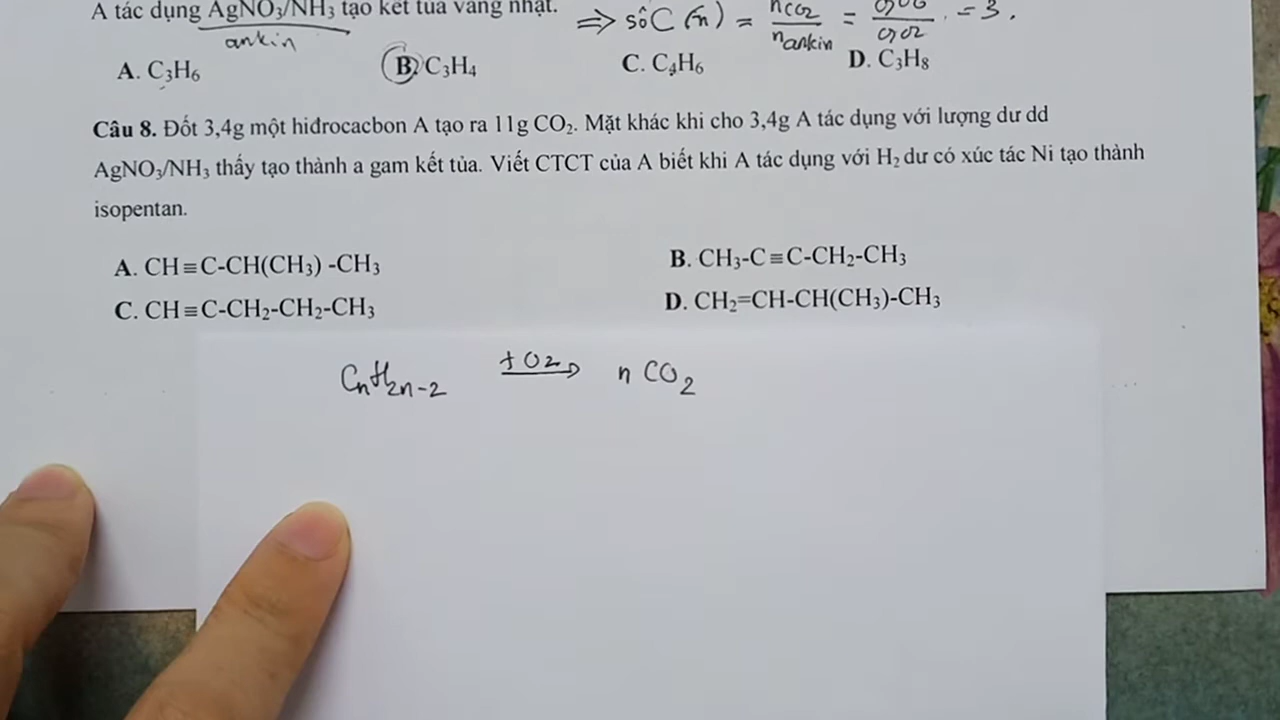 A tác dụng AgNO₃/NH₃ tạo kết tủa vàng nhạt. ⇒ số C (n) = nCO₂ / nankin = = 3.
ankin
A. C₃H₆ B. C₃H₄ C. C₄H₆ D. C₃H₈
Câu 8. Đốt 3,4g một hiđrocacbon A tạo ra 11g CO₂. Mặt khác khi cho 3,4g A tác dụng với lượng dư dd
AgNO₃/NH₃ thấy tạo thành a gam kết tủa. Viết CTCT của A biết khi A tác dụng với H₂ dư có xúc tác Ni tạo thành
isopentan.
A. CH≡C-CH(CH₃) -CH₃ B. CH₃-C≡C-CH₂-CH₃
C. CH≡C-CH₂-CH₂-CH₃ D. CH₂=CH-CH(CH₃)-CH₃
CnH2n-2 +O₂ → n CO₂